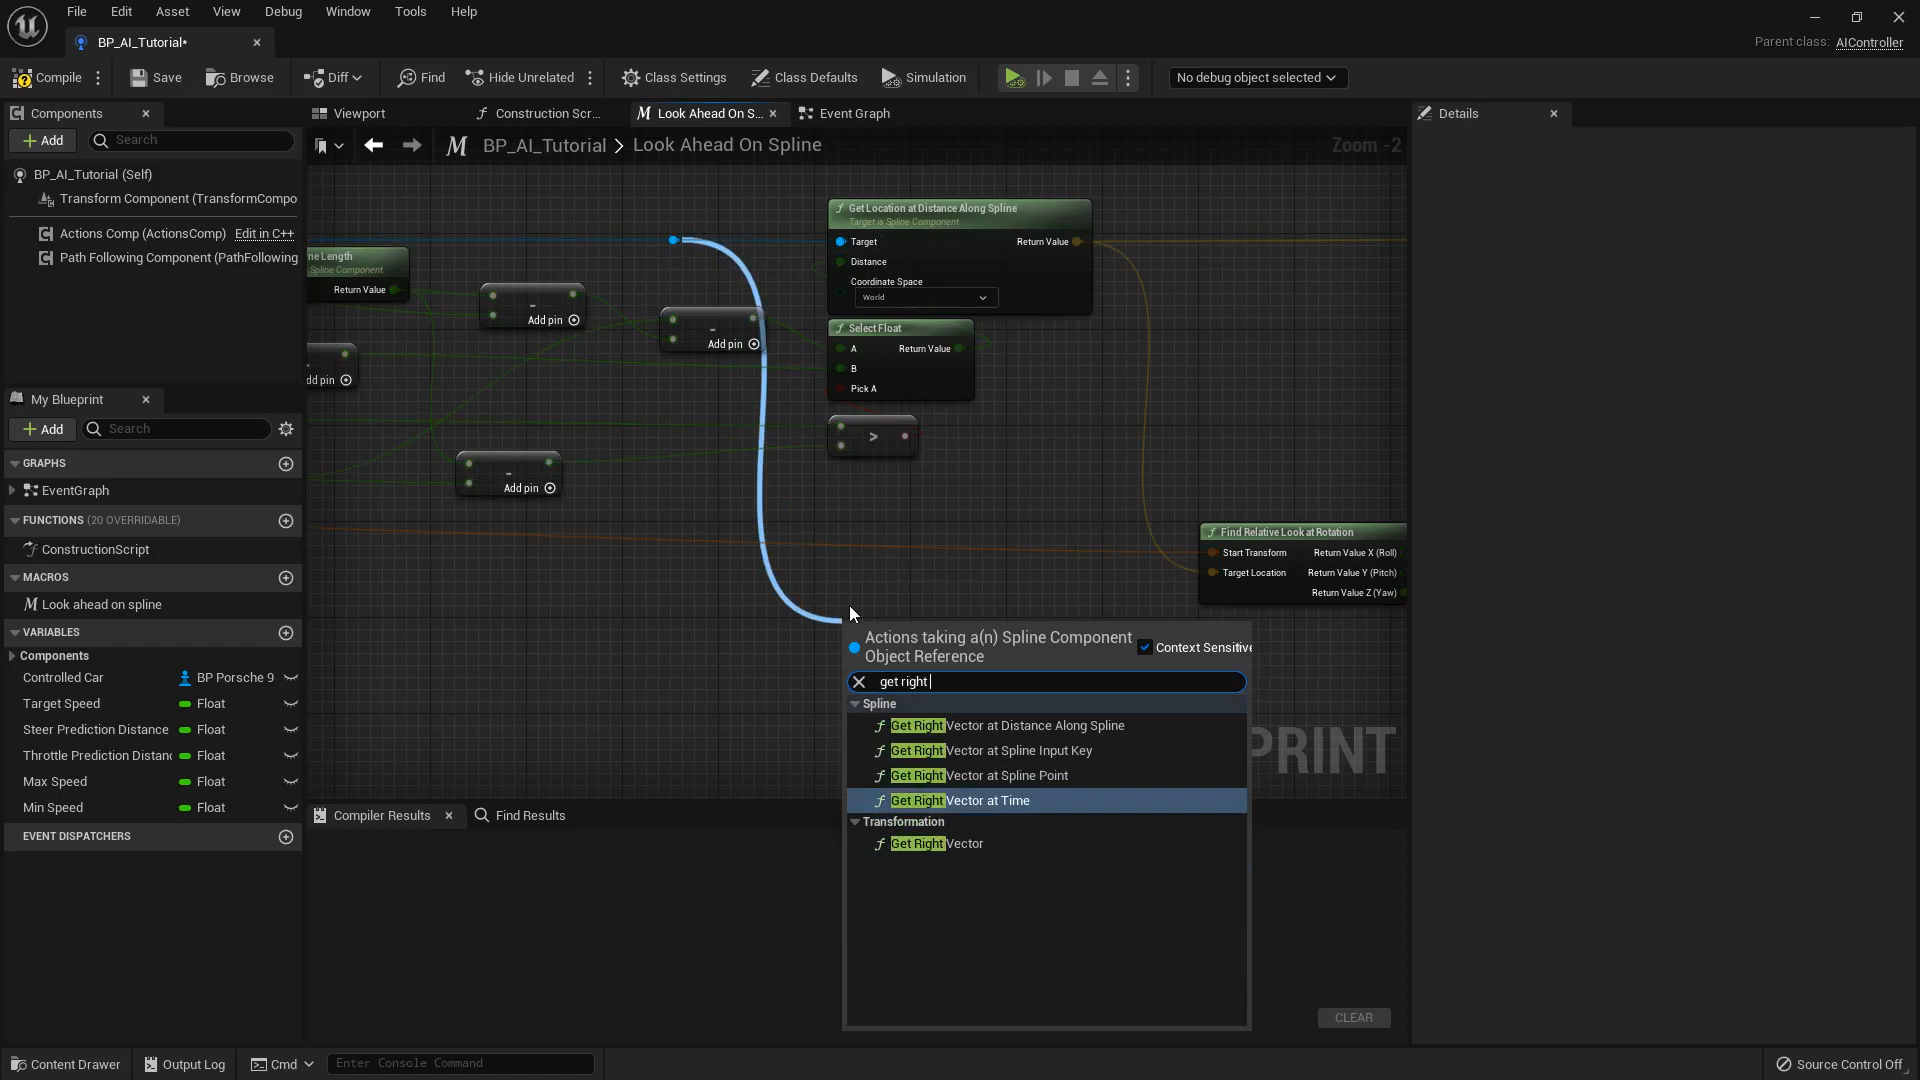 File Edit Asset View Debug Window Tools Help
BP_AI_Tutorial*
Parent class: AIController
Compile Save Browse Diff Find Hide Unrelated Class Settings Class Defaults Simulation No debug object selected
Components
Viewport Construction Scr... Look Ahead On S... Event Graph
Details
Add Search
BP_AI_Tutorial > Look Ahead On Spline
Zoom -2
BP_AI_Tutorial (Self)
Transform Component (TransformCompo
Actions Comp (ActionsComp) Edit in C++
Path Following Component (PathFollowing
Get Location at Distance Along Spline
Target is Spline Component
Target Return Value
Distance
Coordinate Space
World
ne Length
Spline Component
Return Value
-
Add pin
-
Add pin
dd pin
Select Float
A Return Value
B
Pick A
>
-
Add pin
Find Relative Look at Rotation
Start Transform Return Value X (Roll)
Target Location Return Value Y (Pitch)
Return Value Z (Yaw)
My Blueprint
Add Search
GRAPHS
EventGraph
FUNCTIONS (20 OVERRIDABLE)
ConstructionScript
MACROS
Look ahead on spline
VARIABLES
Components
Controlled Car BP Porsche 9
Target Speed Float
Steer Prediction Distance Float
Throttle Prediction Distanc Float
Max Speed Float
Min Speed Float
EVENT DISPATCHERS
Actions taking a(n) Spline Component
Object Reference
Context Sensitive
get right
Spline
Get Right Vector at Distance Along Spline
Get Right Vector at Spline Input Key
Get Right Vector at Spline Point
Get Right Vector at Time
Transformation
Get Right Vector
PRINT
Compiler Results Find Results
CLEAR
Content Drawer Output Log Cmd Enter Console Command
Source Control Off